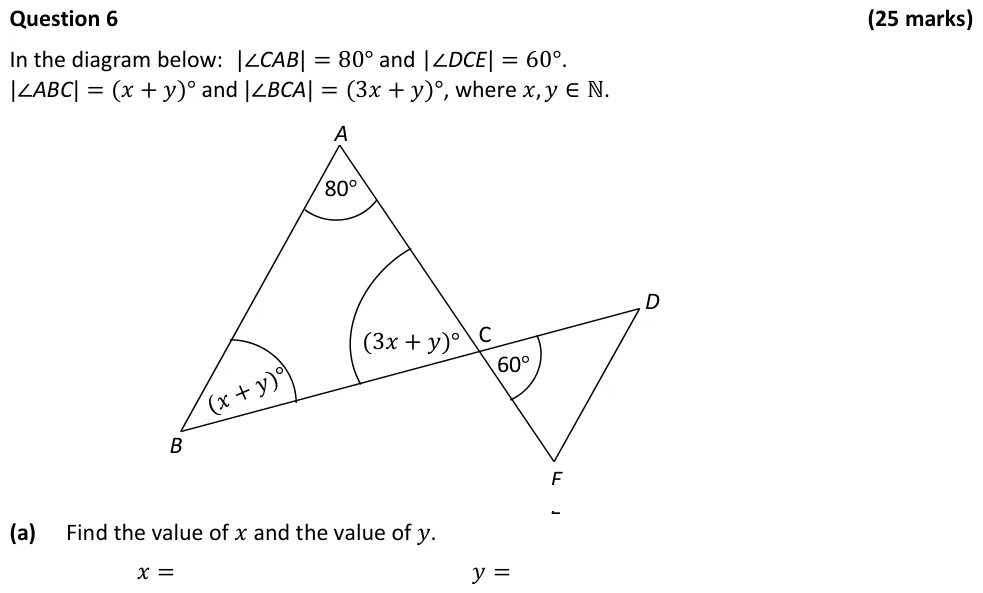 Question 6 (25 marks)
In the diagram below: |∠CAB| = 80° and |∠DCE| = 60°.
|∠ABC| = (x + y)° and |∠BCA| = (3x + y)°, where x, y ∈ ℕ.
A
80°
D
(3x + y)° C
60°
(x + y)°
B
F
(a) Find the value of x and the value of y.
x = y =